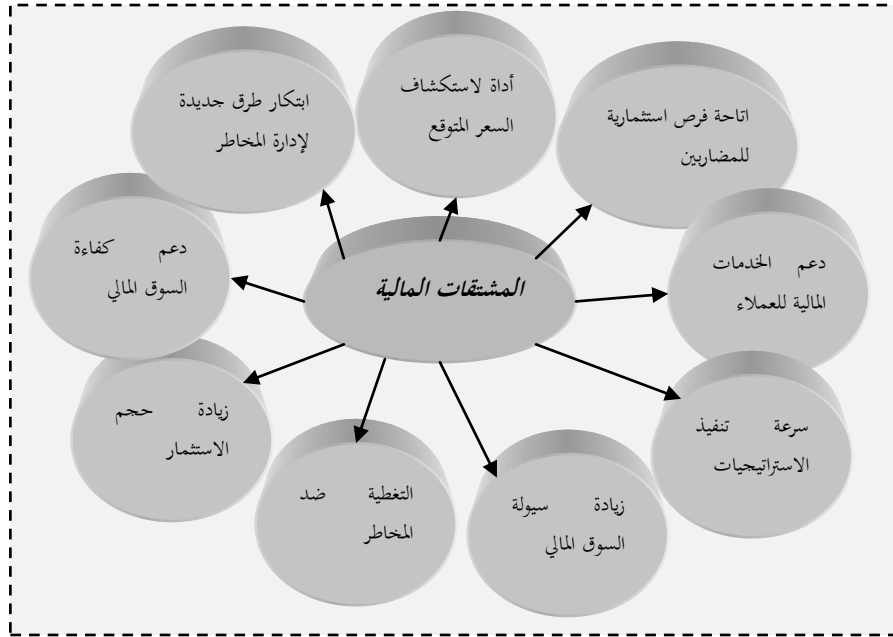 أداة لاستكشاف
السعر المتوقع
اتاحة فرص استثمارية
للمضاربين
دعم الخدمات
المالية للعملاء
سرعة تنفيذ
الاستراتيجيات
زيادة سيولة
السوق المالي
التغطية ضد
المخاطر
زيادة حجم
الاستثمار
دعم كفاءة
السوق المالي
ابتكار طرق جديدة
لإدارة المخاطر
المشتقات المالية